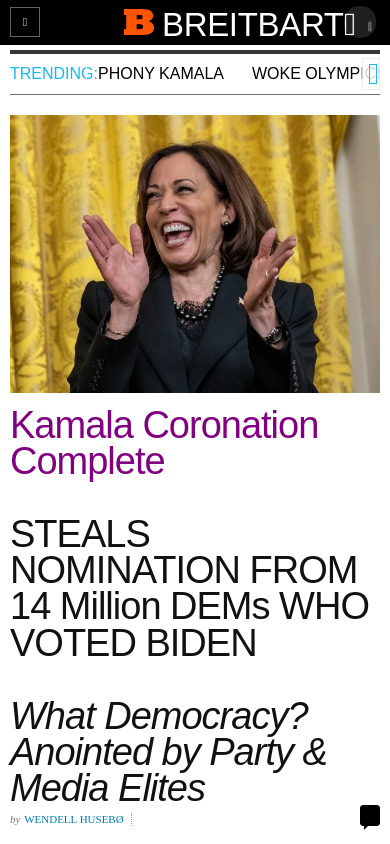 B BREITBART
TRENDING: PHONY KAMALA WOKE OLYMPICS
Kamala Coronation
Complete
STEALS
NOMINATION FROM
14 Million DEMs WHO
VOTED BIDEN
What Democracy?
Anointed by Party &
Media Elites
by WENDELL HUSEBØ